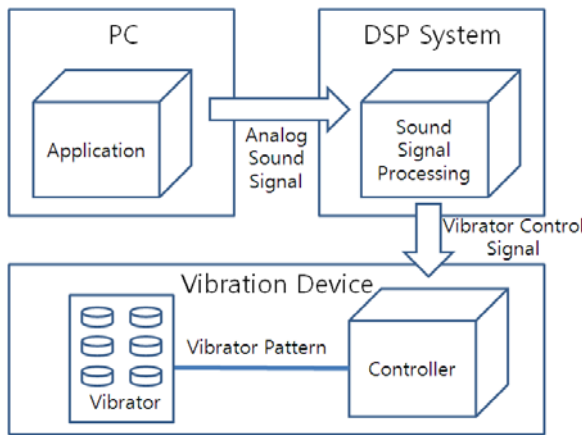 PC
Application
Analog
Sound
Signal
DSP System
Sound
Signal
Processing
Vibrator Control
Signal
Vibration Device
Vibrator
Vibrator Pattern
Controller